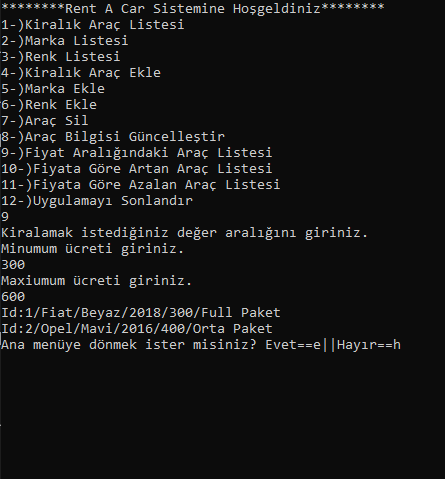 ********Rent A Car Sistemine Hoşgeldiniz********
1-)Kiralık Araç Listesi
2-)Marka Listesi
3-)Renk Listesi
4-)Kiralık Araç Ekle
5-)Marka Ekle
6-)Renk Ekle
7-)Araç Sil
8-)Araç Bilgisi Güncelleştir
9-)Fiyat Aralığındaki Araç Listesi
10-)Fiyata Göre Artan Araç Listesi
11-)Fiyata Göre Azalan Araç Listesi
12-)Uygulamayı Sonlandır
9
Kiralamak istediğiniz değer aralığını giriniz.
Minumum ücreti giriniz.
300
Maxiumum ücreti giriniz.
600
Id:1/Fiat/Beyaz/2018/300/Full Paket
Id:2/Opel/Mavi/2016/400/Orta Paket
Ana menüye dönmek ister misiniz? Evet==e||Hayır==h